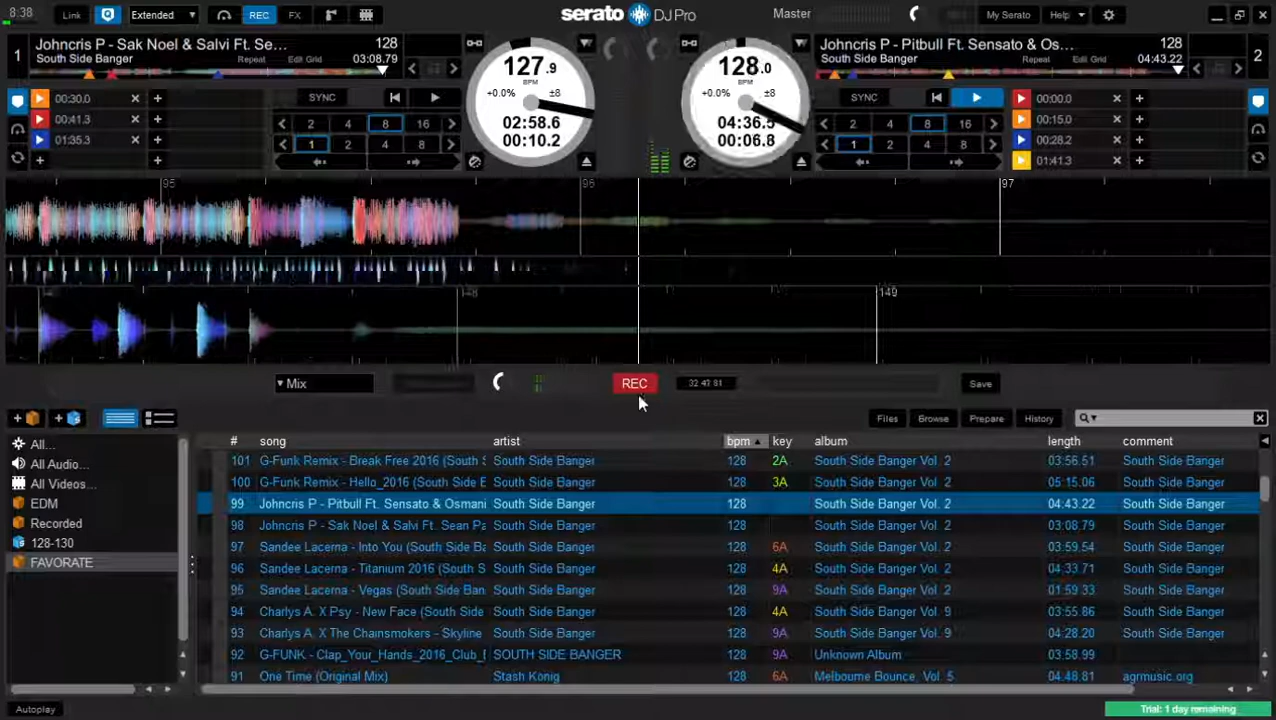 8:38 Link Extended REC FX serato DJ Pro Master My Serato Help
1 Johncris P - Sak Noel & Salvi Ft. Se... 128
South Side Banger Repeat Edit Grid 03:08.79
127.9
BPM
+0.0% ±8
02:58.6
00:10.2
128.0
BPM
+0.0% ±8
04:36.5
00:06.8
Johncris P - Pitbull Ft. Sensato & Os... 128 2
South Side Banger Repeat Edit Grid 04:43.22
00:30.0
00:41.3
01:35.3
SYNC
2 4 8 16
1 2 4 8
SYNC
2 4 8 16
1 2 4 8
00:00.0
00:15.0
00:28.2
01:41.3
95 96 97
148 149
Mix REC 32 43 81 Save
Files Browse Prepare History
All...
All Audio...
All Videos...
EDM
Recorded
128-130
FAVORATE
# song artist bpm key album length comment
101 G-Funk Remix - Break Free 2016 (South S South Side Banger 128 2A South Side Banger Vol. 2 03:56.51 South Side Banger
100 G-Funk Remix - Hello_2016 (South Side E South Side Banger 128 3A South Side Banger Vol. 2 05:15.06 South Side Banger
99 Johncris P - Pitbull Ft. Sensato & Osmani South Side Banger 128 South Side Banger Vol. 2 04:43.22 South Side Banger
98 Johncris P - Sak Noel & Salvi Ft. Sean Pa South Side Banger 128 South Side Banger Vol. 2 03:08.79 South Side Banger
97 Sandee Lacerna - Into You (South Side Ba South Side Banger 128 6A South Side Banger Vol. 2 03:59.54 South Side Banger
96 Sandee Lacerna - Titanium 2016 (South Si South Side Banger 128 4A South Side Banger Vol. 2 04:33.71 South Side Banger
95 Sandee Lacerna - Vegas (South Side Ban South Side Banger 128 9A South Side Banger Vol. 2 01:59.33 South Side Banger
94 Charlys A. X Psy - New Face (South Side South Side Banger 128 4A South Side Banger Vol. 9 03:55.86 South Side Banger
93 Charlys A. X The Chainsmokers - Skyline South Side Banger 128 9A South Side Banger Vol. 9 04:28.20 South Side Banger
92 G-FUNK - Clap_Your_Hands_2016_Club_ SOUTH SIDE BANGER 128 9A Unknown Album 03:58.99
91 One Time (Original Mix) Stash Konig 128 6A Melbourne Bounce, Vol. 5 04:48.81 agrmusic.org
Autoplay Trial: 1 day remaining